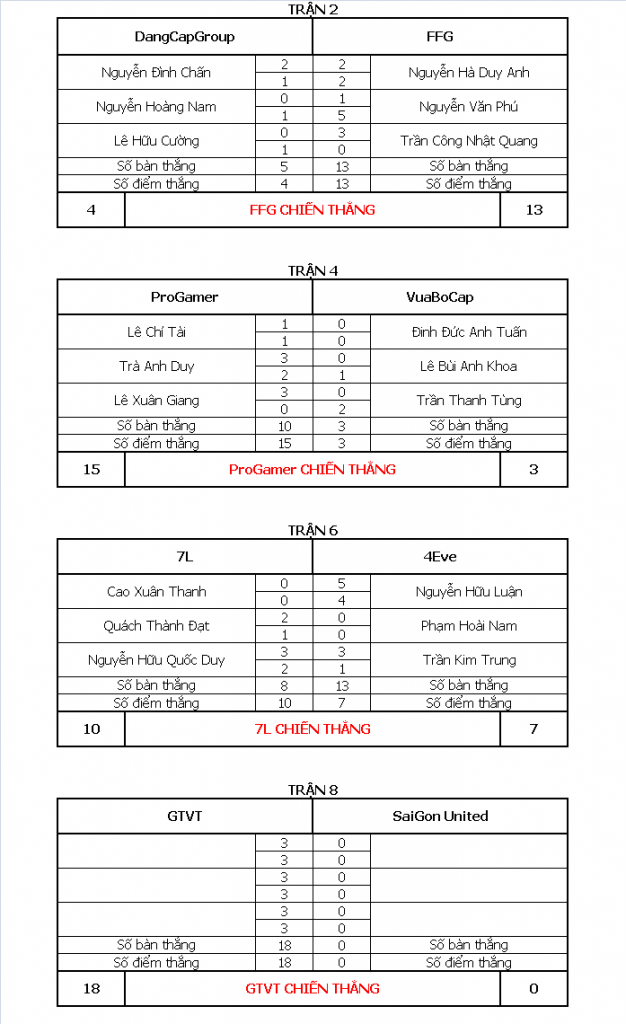 TRẬN 2
DangCapGroup FFG
Nguyễn Đình Chấn 2 2 Nguyễn Hà Duy Anh
1 2
Nguyễn Hoàng Nam 0 1 Nguyễn Văn Phú
1 5
Lê Hữu Cường 0 3 Trần Công Nhật Quang
1 0
Số bàn thắng 5 13 Số bàn thắng
Số điểm thắng 4 13 Số điểm thắng
4 FFG CHIẾN THẮNG 13
TRẬN 4
ProGamer VuaBoCap
Lê Chí Tài 1 0 Đinh Đức Anh Tuấn
1 0
Trà Anh Duy 3 0 Lê Bùi Anh Khoa
2 1
Lê Xuân Giang 3 0 Trần Thanh Tùng
0 2
Số bàn thắng 10 3 Số bàn thắng
Số điểm thắng 15 3 Số điểm thắng
15 ProGamer CHIẾN THẮNG 3
TRẬN 6
7L 4Eve
Cao Xuân Thanh 0 5 Nguyễn Hữu Luận
0 4
Quách Thành Đạt 2 0 Phạm Hoài Nam
1 0
Nguyễn Hữu Quốc Duy 3 3 Trần Kim Trung
2 1
Số bàn thắng 8 13 Số bàn thắng
Số điểm thắng 10 7 Số điểm thắng
10 7L CHIẾN THẮNG 7
TRẬN 8
GTVT SaiGon United
3 0
3 0
3 0
3 0
3 0
3 0
Số bàn thắng 18 0 Số bàn thắng
Số điểm thắng 18 0 Số điểm thắng
18 GTVT CHIẾN THẮNG 0